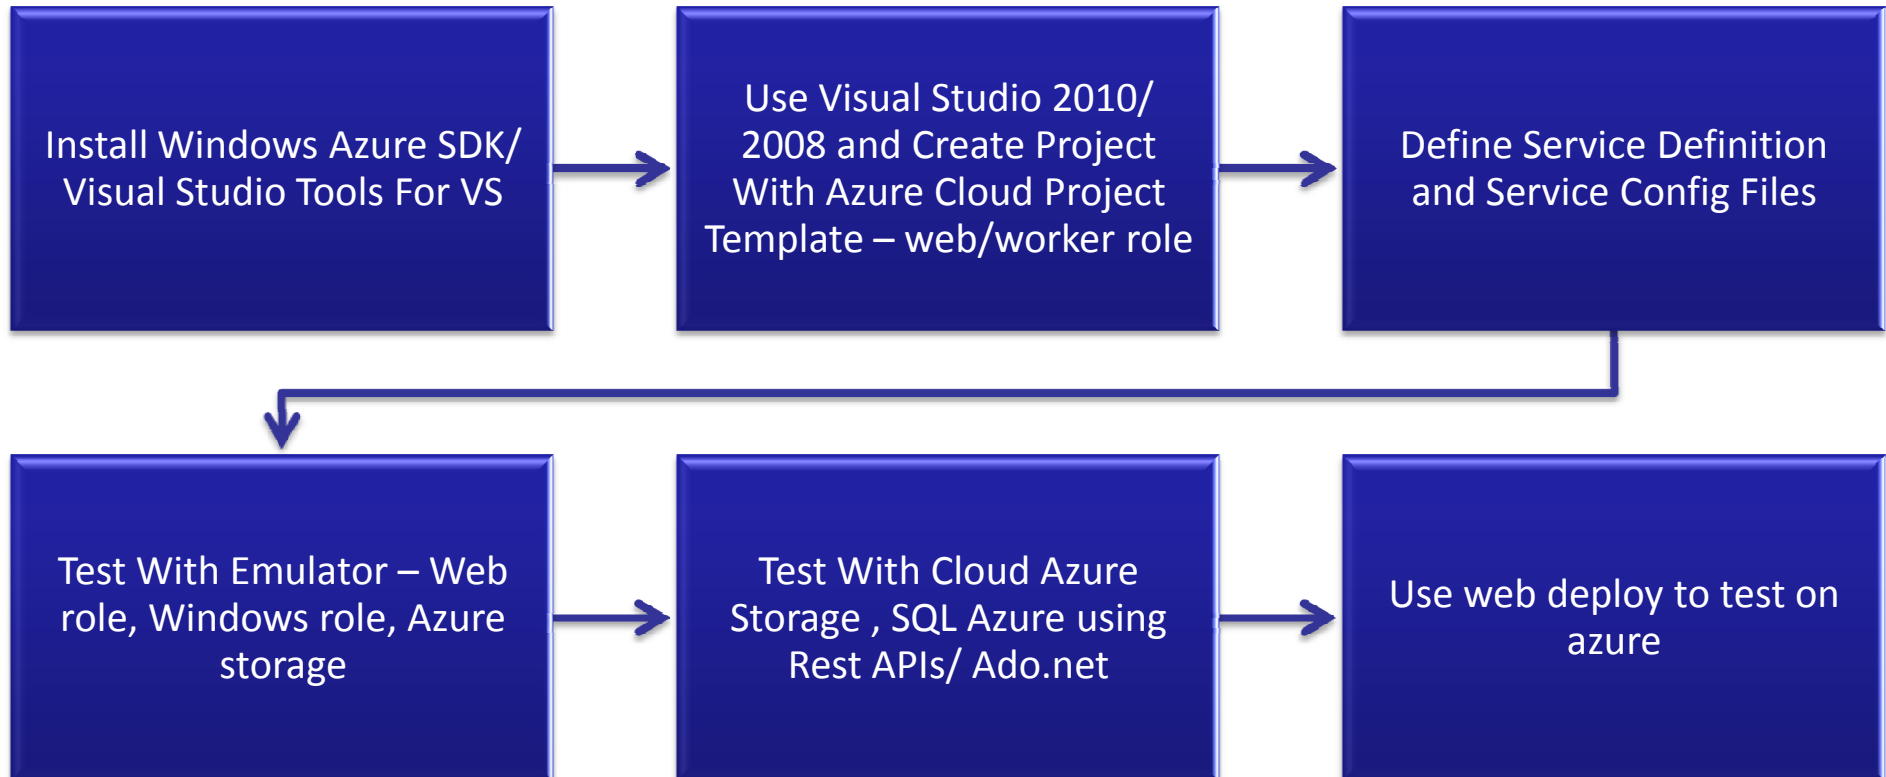 Install Windows Azure SDK/
Visual Studio Tools For VS
Use Visual Studio 2010/
2008 and Create Project
With Azure Cloud Project
Template – web/worker role
Define Service Definition
and Service Config Files
Test With Emulator – Web
role, Windows role, Azure
storage
Test With Cloud Azure
Storage , SQL Azure using
Rest APIs/ Ado.net
Use web deploy to test on
azure